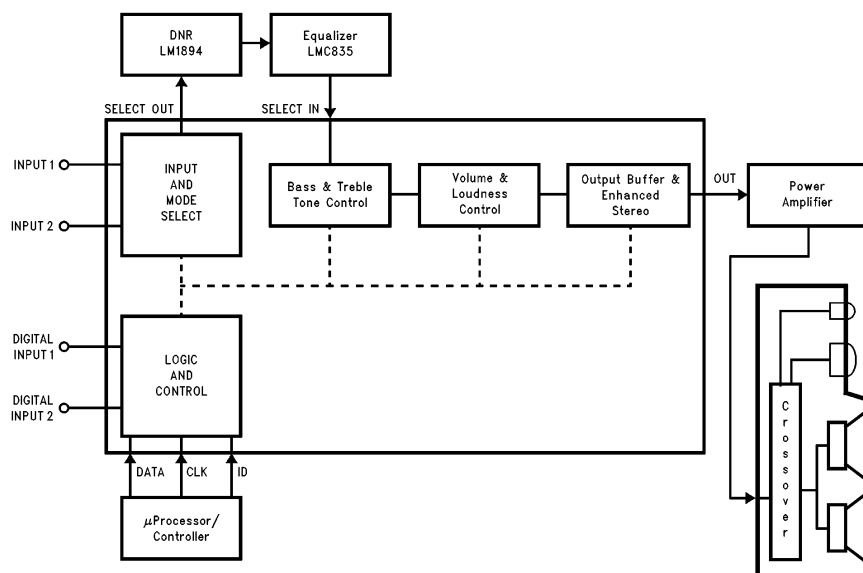 DNR
LM1894
Equalizer
LMC835
SELECT OUT
SELECT IN
INPUT 1
INPUT 2
INPUT
AND
MODE
SELECT
Bass & Treble
Tone Control
Volume &
Loudness
Control
Output Buffer &
Enhanced
Stereo
OUT
Power
Amplifier
DIGITAL
INPUT 1
DIGITAL
INPUT 2
LOGIC
AND
CONTROL
Crossover
DATA
CLK
ID
μProcessor/
Controller